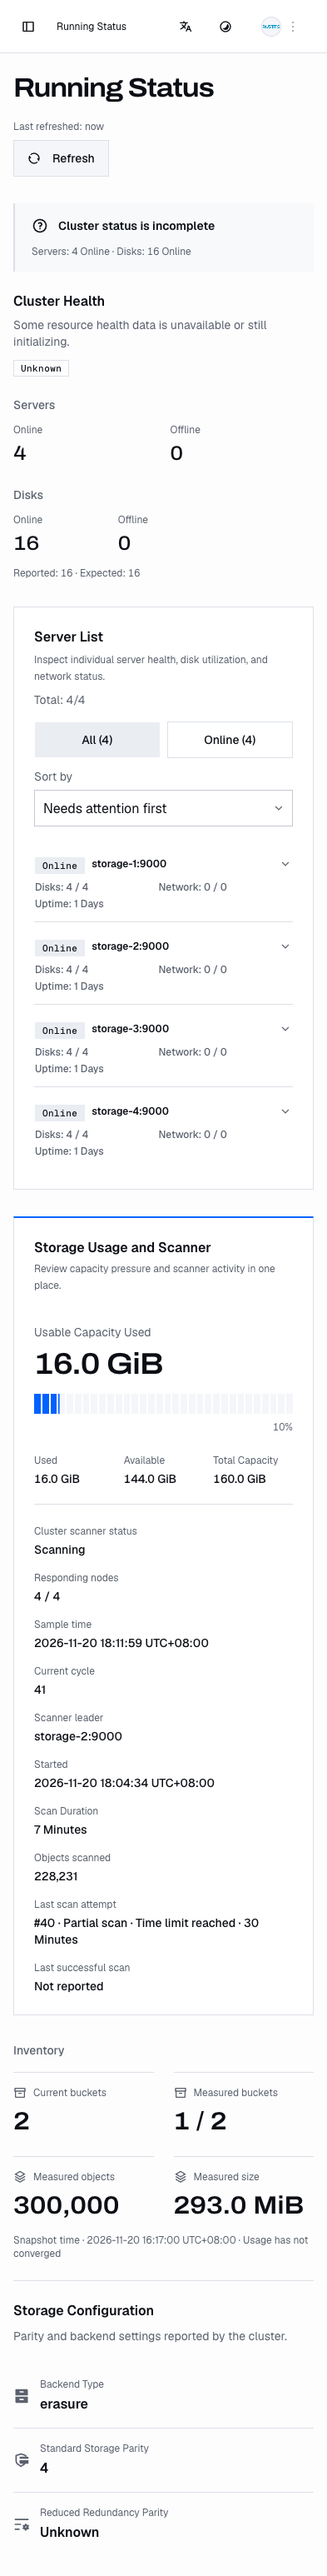 Running Status
Running Status
Last refreshed: now
Refresh
Cluster status is incomplete
Servers: 4 Online · Disks: 16 Online
Cluster Health
Some resource health data is unavailable or still
initializing.
Unknown
Servers
Online
Offline
4
0
Disks
Online
Offline
16
0
Reported: 16 · Expected: 16
Server List
Inspect individual server health, disk utilization, and
network status.
Total: 4/4
All (4)
Online (4)
Sort by
Needs attention first
Online storage-1:9000
Disks: 4 / 4
Network: 0 / 0
Uptime: 1 Days
Online storage-2:9000
Disks: 4 / 4
Network: 0 / 0
Uptime: 1 Days
Online storage-3:9000
Disks: 4 / 4
Network: 0 / 0
Uptime: 1 Days
Online storage-4:9000
Disks: 4 / 4
Network: 0 / 0
Uptime: 1 Days
Storage Usage and Scanner
Review capacity pressure and scanner activity in one
place.
Usable Capacity Used
16.0 GiB
10%
Used
Available
Total Capacity
16.0 GiB
144.0 GiB
160.0 GiB
Cluster scanner status
Scanning
Responding nodes
4 / 4
Sample time
2026-11-20 18:11:59 UTC+08:00
Current cycle
41
Scanner leader
storage-2:9000
Started
2026-11-20 18:04:34 UTC+08:00
Scan Duration
7 Minutes
Objects scanned
228,231
Last scan attempt
#40 · Partial scan · Time limit reached · 30
Minutes
Last successful scan
Not reported
Inventory
Current buckets
Measured buckets
2
1 / 2
Measured objects
Measured size
300,000
293.0 MiB
Snapshot time · 2026-11-20 16:17:00 UTC+08:00 · Usage has not
converged
Storage Configuration
Parity and backend settings reported by the cluster.
Backend Type
erasure
Standard Storage Parity
4
Reduced Redundancy Parity
Unknown